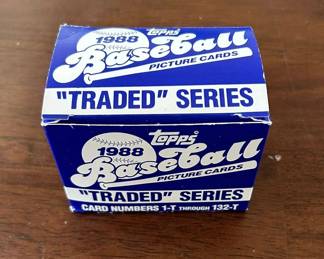 Topps
1988
Baseball
PICTURE CARDS
"TRADED" SERIES
Topps
1988
Baseball
PICTURE CARDS
"TRADED" SERIES
CARD NUMBERS 1-T THROUGH 132-T